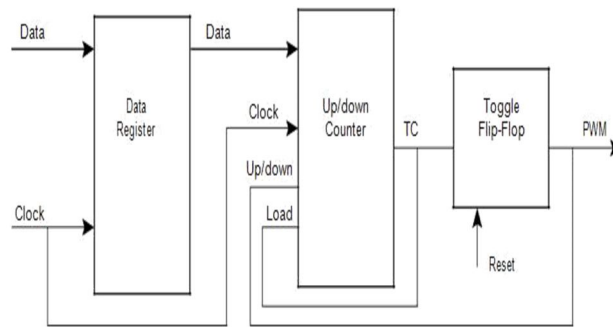 Data
Data
Data
Register
Clock
Clock
Up/down
Counter
Up/down
Load
TC
Toggle
Flip-Flop
PWM
Reset